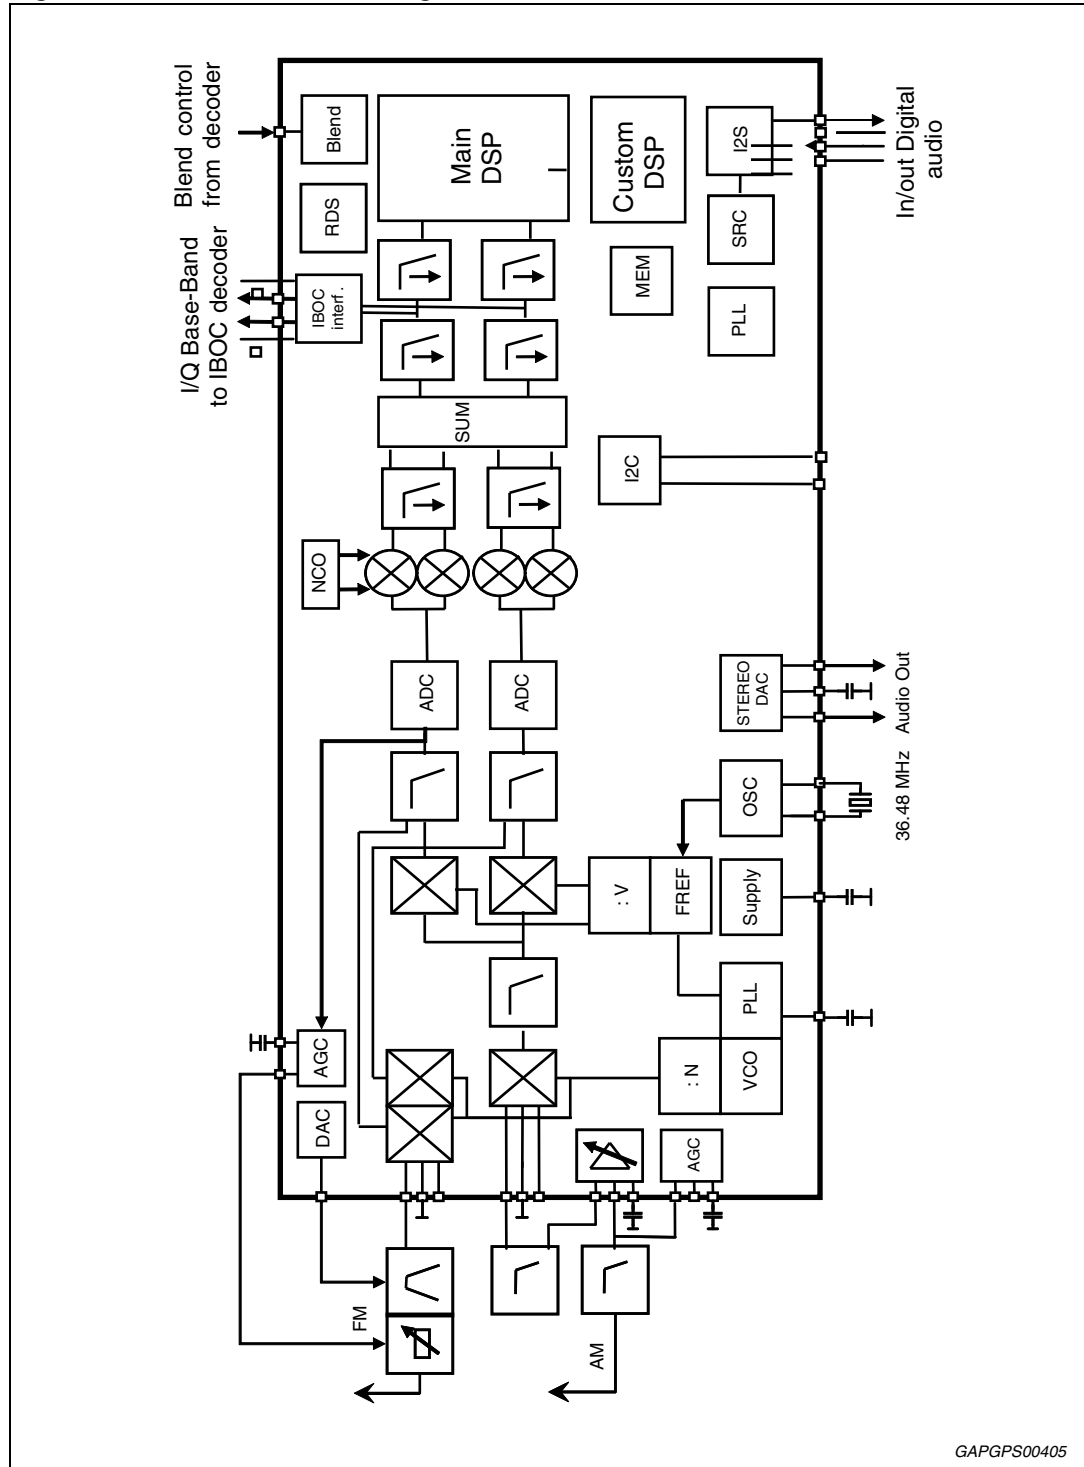 Blend control
from decoder
I/Q Base-Band
to IBOC decoder
Blend
RDS
IBOC
interf .
Main
DSP
Custom
DSP
MEM
I2S
SRC
PLL
In/out Digital
audio
SUM
I2C
NCO
ADC
ADC
STEREO
DAC
Audio Out
OSC
36.48 MHz
: V
FREF
Supply
PLL
: N
VCO
AGC
DAC
AGC
FM
AM
GAPGPS00405